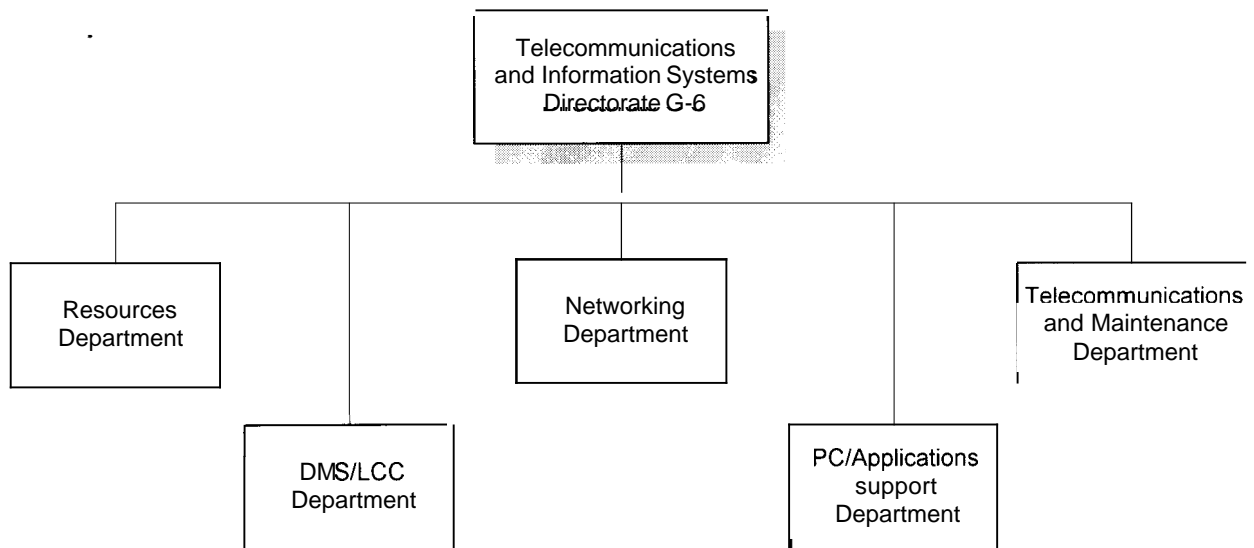 Telecommunications
and Information Systems
Directorate G-6
Resources
Department
Networking
Department
Telecommunications
and Maintenance
Department
DMS/LCC
Department
PC/Applications
support
Department